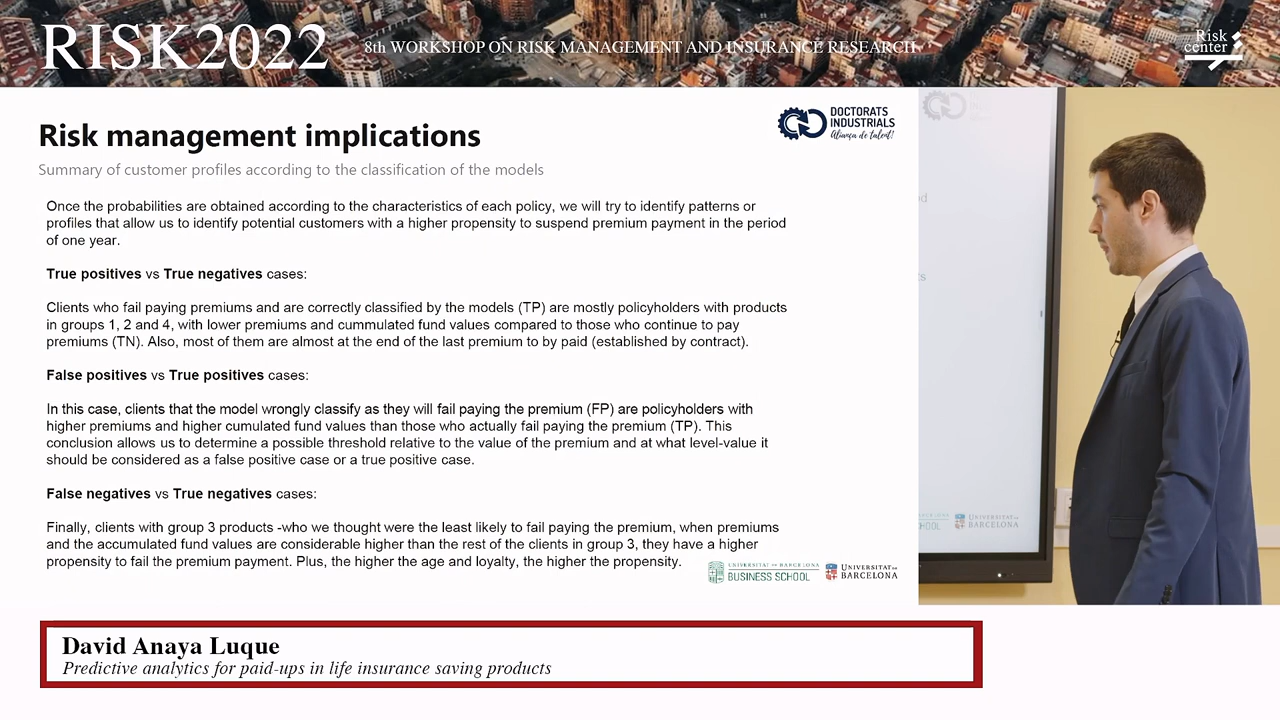 RISK2022
8th WORKSHOP ON RISK MANAGEMENT AND INSURANCE RESEARCH
Risk
center
DOCTORATS
INDUSTRIALS
Aliança de talent!
Risk management implications
Summary of customer profiles according to the classification of the models
Once the probabilities are obtained according to the characteristics of each policy, we will try to identify patterns or
profiles that allow us to identify potential customers with a higher propensity to suspend premium payment in the period
of one year.
True positives vs True negatives cases:
Clients who fail paying premiums and are correctly classified by the models (TP) are mostly policyholders with products
in groups 1, 2 and 4, with lower premiums and cummulated fund values compared to those who continue to pay
premiums (TN). Also, most of them are almost at the end of the last premium to by paid (established by contract).
False positives vs True positives cases:
In this case, clients that the model wrongly classify as they will fail paying the premium (FP) are policyholders with
higher premiums and higher cumulated fund values than those who actually fail paying the premium (TP). This
conclusion allows us to determine a possible threshold relative to the value of the premium and at what level-value it
should be considered as a false positive case or a true positive case.
False negatives vs True negatives cases:
Finally, clients with group 3 products -who we thought were the least likely to fail paying the premium, when premiums
and the accumulated fund values are considerable higher than the rest of the clients in group 3, they have a higher
propensity to fail the premium payment. Plus, the higher the age and loyalty, the higher the propensity.
UNIVERSITAT DE BARCELONA
BUSINESS SCHOOL
UNIVERSITAT DE
BARCELONA
HOOL
UNIVERSITAT DE
BARCELONA
David Anaya Luque
Predictive analytics for paid-ups in life insurance saving products